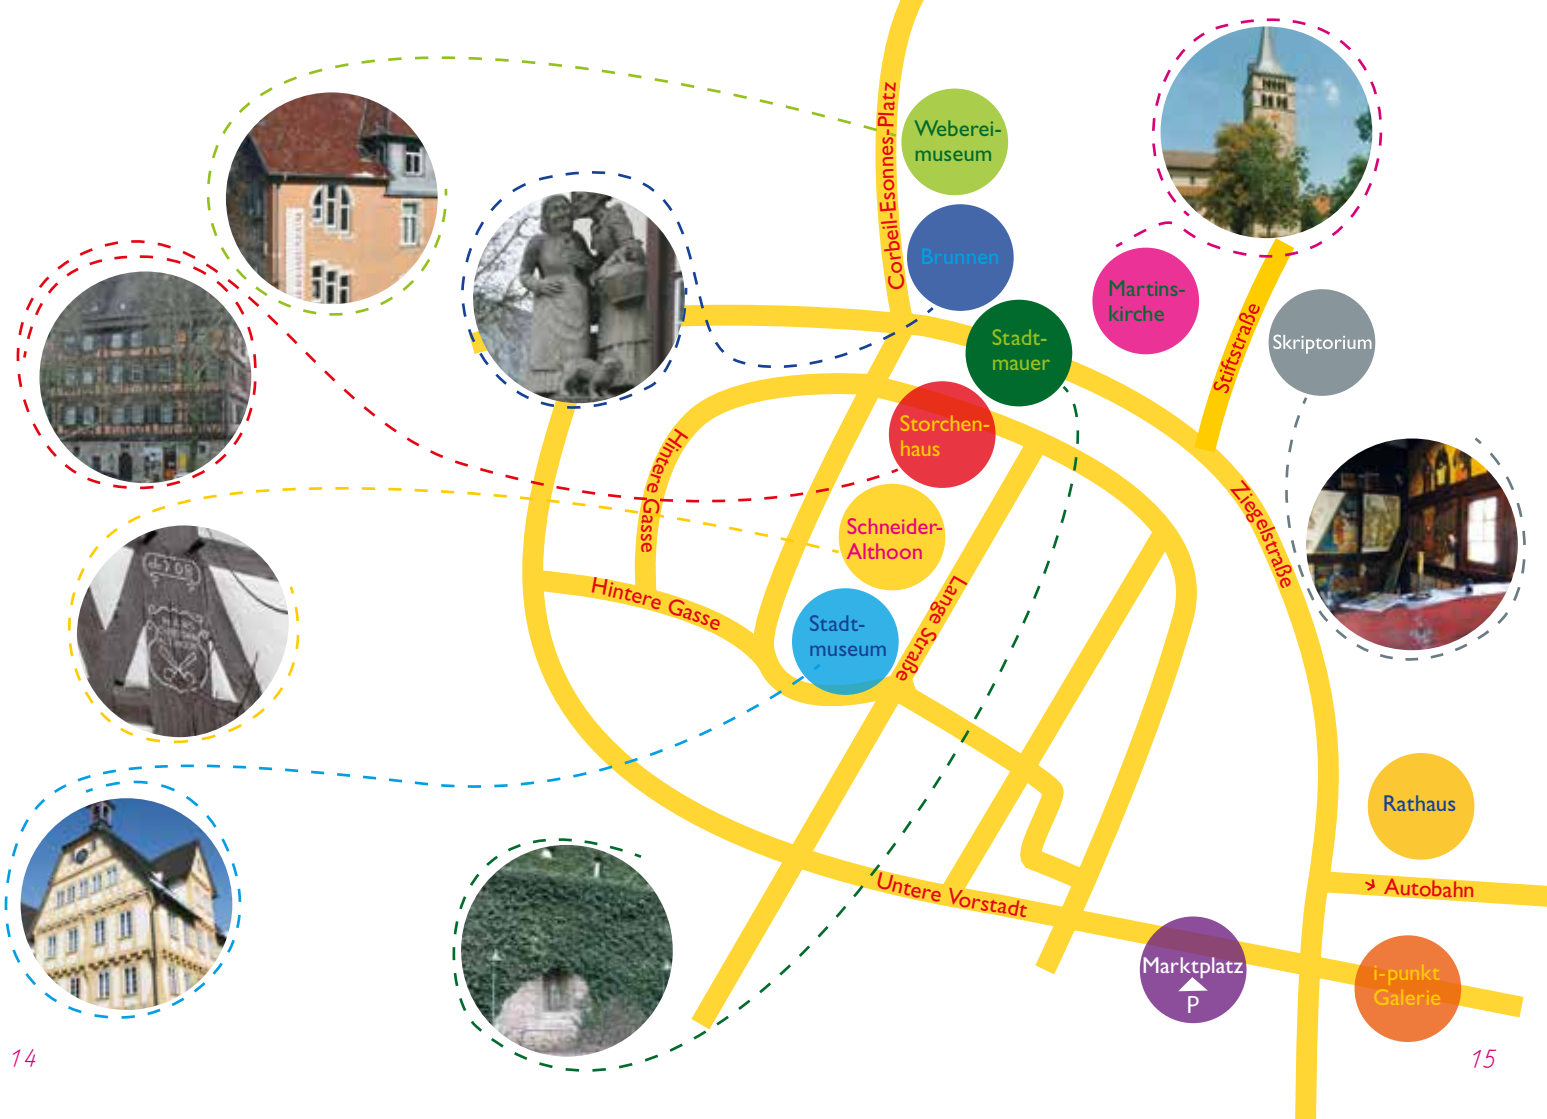 Corbeil-Esonnes-Platz
Weberei-
museum
Brunnen
Stadt-
mauer
Martins-
kirche
Stiftstraße
Skriptorium
Storchen-
haus
Hintere Gasse
Schneider-
Althoon
Ziegelstraße
Hintere Gasse
Lange Straße
Stadt-
museum
Rathaus
Autobahn
Untere Vorstadt
Marktplatz
P
i-punkt
Galerie
14
15